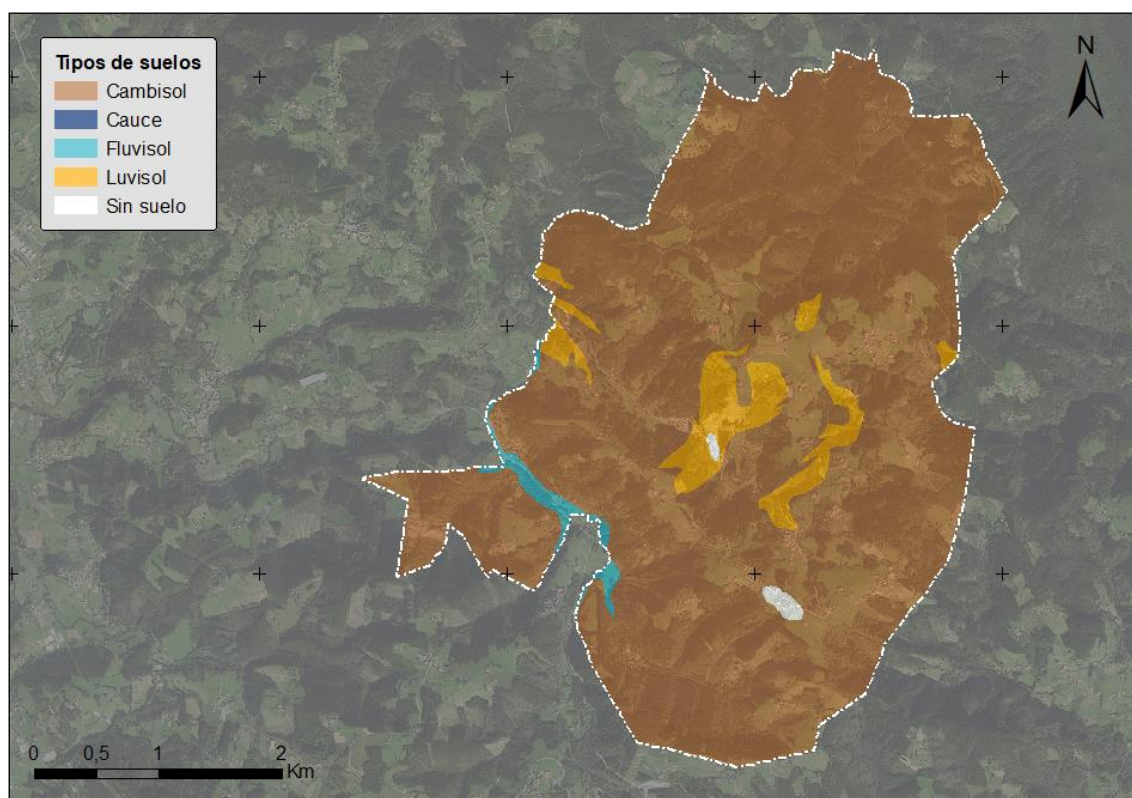 Tipos de suelos
Cambisol
Cauce
Fluvisol
Luvisol
Sin suelo
N
0 0,5 1 2
Km